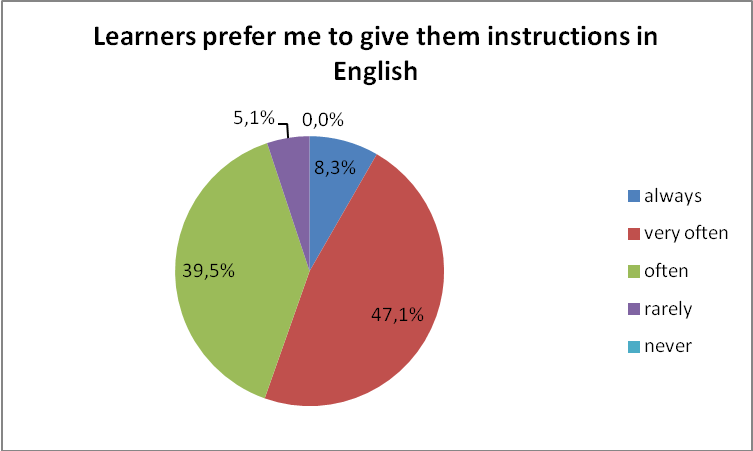 Learners prefer me to give them instructions in
English
5,1%
0,0%
8,3%
39,5%
47,1%
always
very often
often
rarely
never